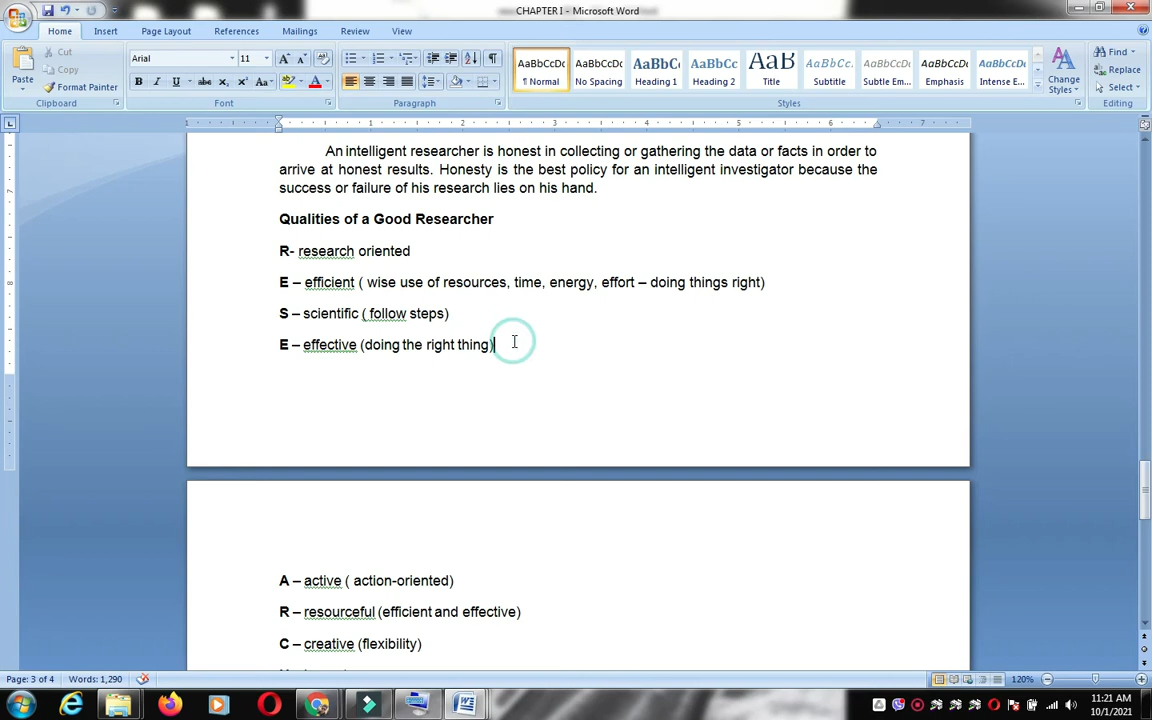 CHAPTER I - Microsoft Word
Home
Insert
Page Layout
References
Mailings
Review
View
Cut
Copy
Format Painter
Paste
Clipboard
Arial
11
Font
Paragraph
AaBbCcDc
¶ Normal
AaBbCcDc
No Spacing
AaBbC
Heading 1
AaBbCc
Heading 2
AaB
Title
AaBbCc.
Subtitle
AaBbCcDc
Subtle Em...
AaBbCcDc
Emphasis
AaBbCcDc
Intense E...
Change Styles
Styles
Find
Replace
Select
Editing
An intelligent researcher is honest in collecting or gathering the data or facts in order to
arrive at honest results. Honesty is the best policy for an intelligent investigator because the
success or failure of his research lies on his hand.
Qualities of a Good Researcher
R- research oriented
E – efficient ( wise use of resources, time, energy, effort – doing things right)
S – scientific ( follow steps)
E – effective (doing the right thing)
A – active ( action-oriented)
R – resourceful (efficient and effective)
C – creative (flexibility)
Page: 3 of 4
Words: 1,290
120%
11:21 AM
10/1/2021